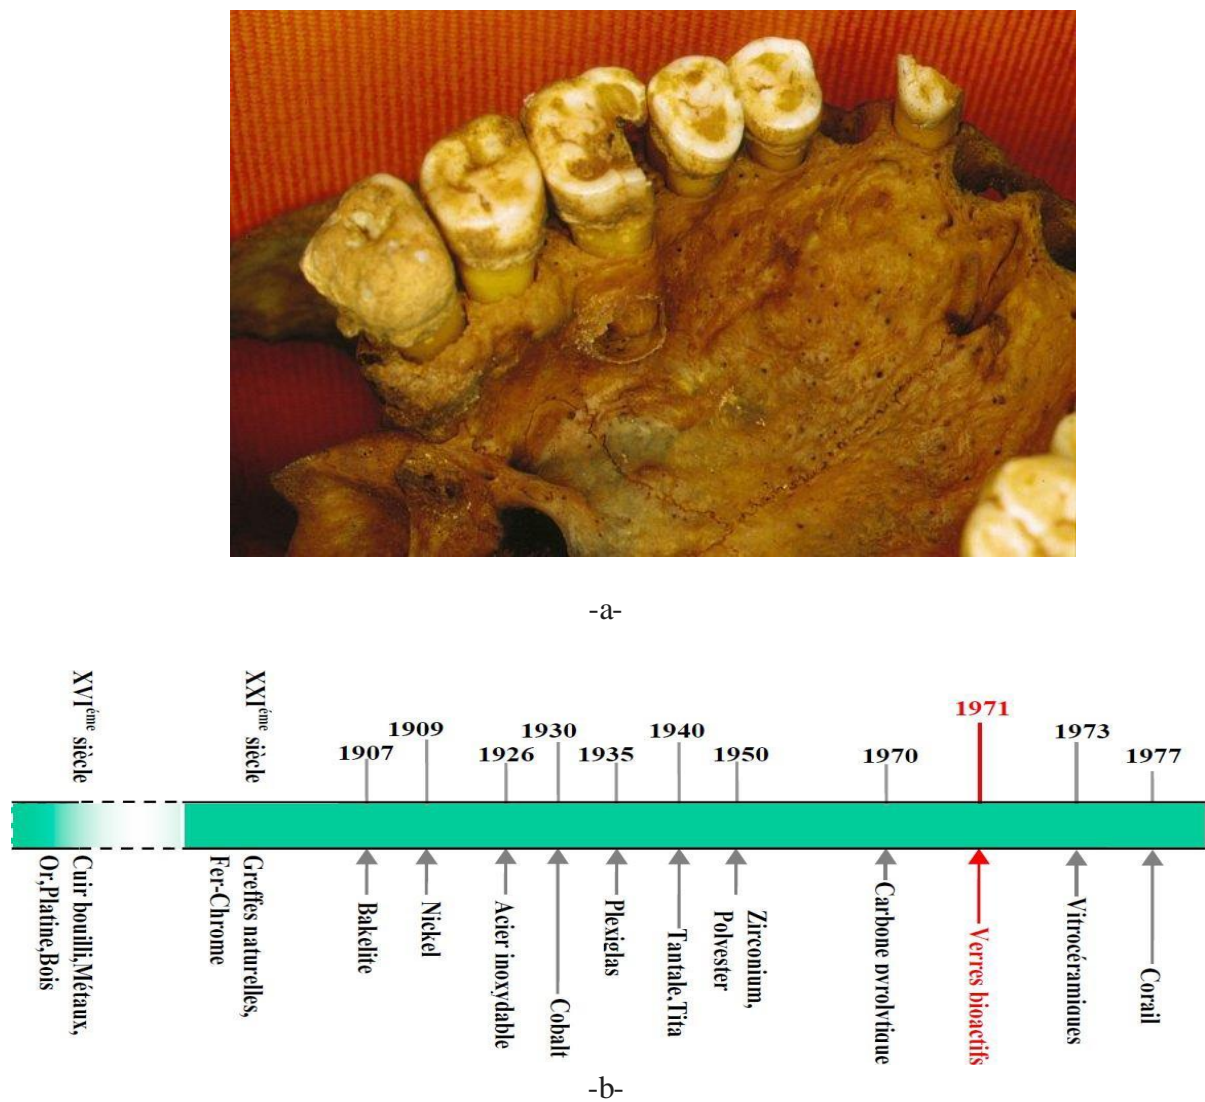 -a-
XVIéme siècle
XXIéme siècle
1907
1909
1926
1930
1935
1940
1950
1970
1971
1973
1977
Cuir bouilli,Métaux,
Or,Platine,Bois
Greffes naturelles,
Fer-Chrome
Bakelite
Nickel
Acier inoxydable
Cobalt
Plexiglas
Tantale,Tita
Zirconium,
Polyester
Carbone pyrolytique
Verres bioactifs
Vitrocéramiques
Corail
-b-